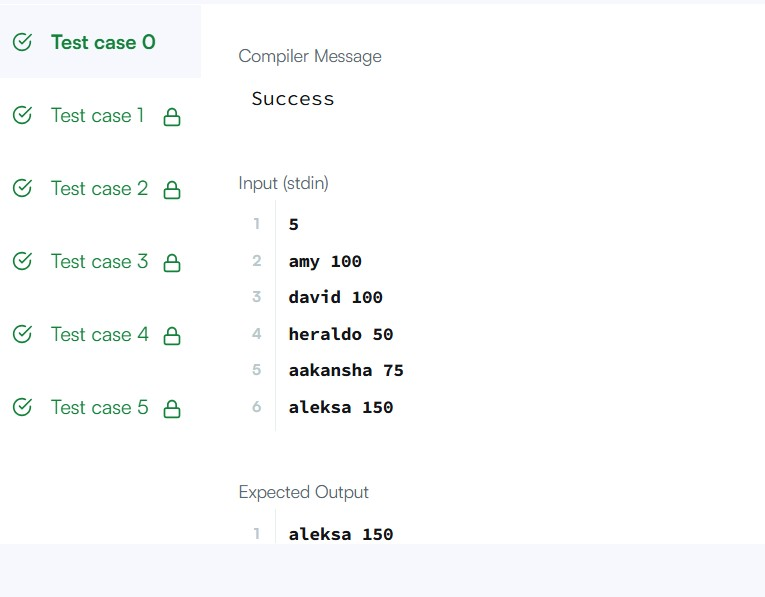 Test case 0
Test case 1
Test case 2
Test case 3
Test case 4
Test case 5
Compiler Message
Success
Input (stdin)
1 5
2 amy 100
3 david 100
4 heraldo 50
5 aakansha 75
6 aleksa 150
Expected Output
1 aleksa 150